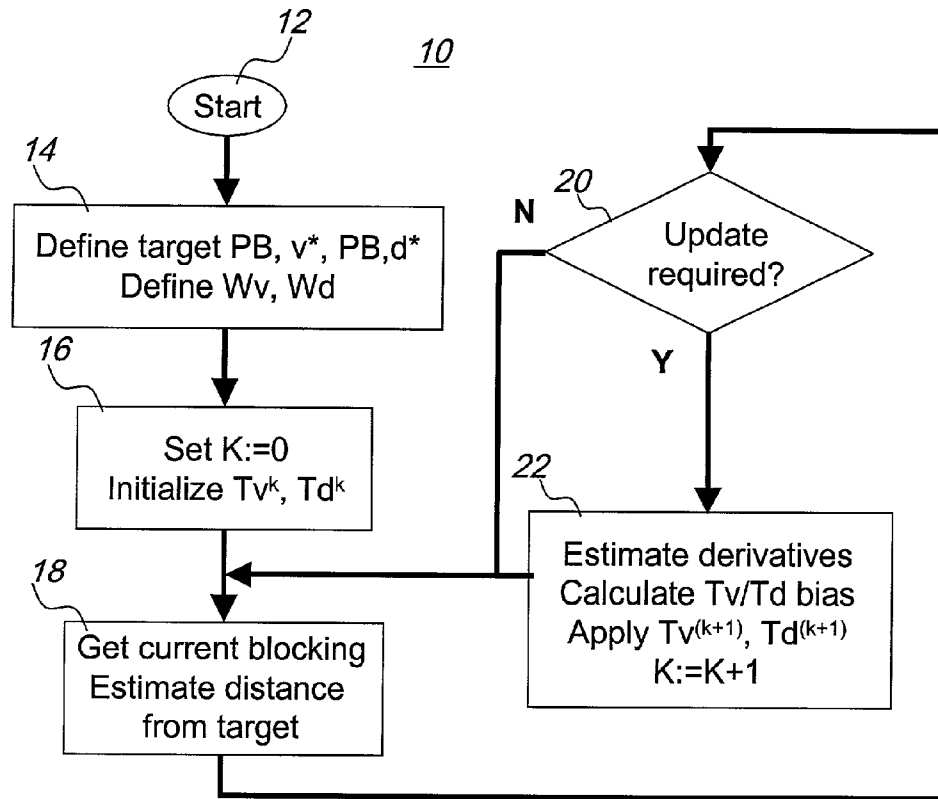 12
10
Start
14
Define target PB, v*, PB,d*
Define Wv, Wd
16
Set K:=0
Initialize Tvᵏ, Tdᵏ
18
Get current blocking
Estimate distance
from target
20
N
Update
required?
Y
22
Estimate derivatives
Calculate Tv/Td bias
Apply Tv⁽ᵏ⁺¹⁾, Td⁽ᵏ⁺¹⁾
K:=K+1